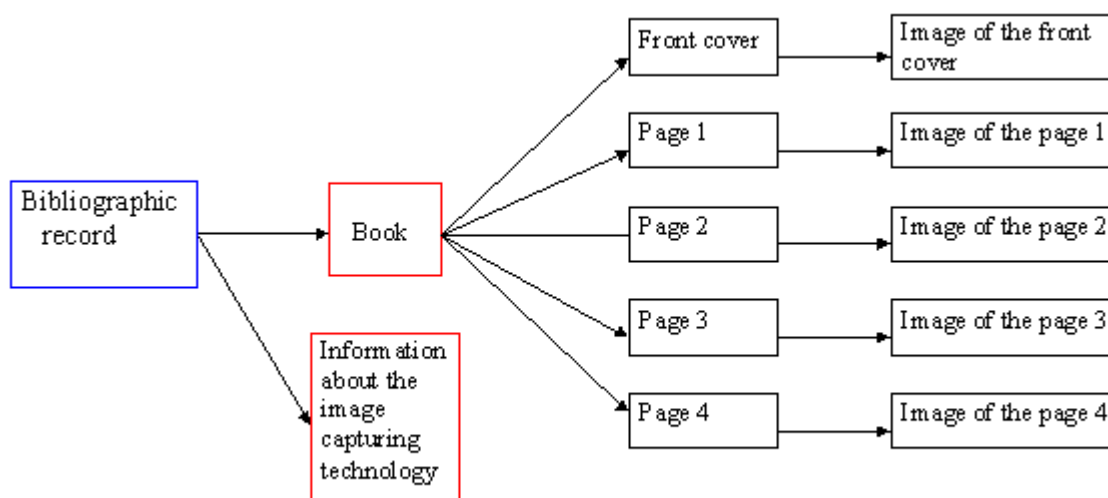 Bibliographic
record
Book
Information
about the
image
capturing
technology
Front cover
Image of the front
cover
Page 1
Image of the page 1
Page 2
Image of the page 2
Page 3
Image of the page 3
Page 4
Image of the page 4